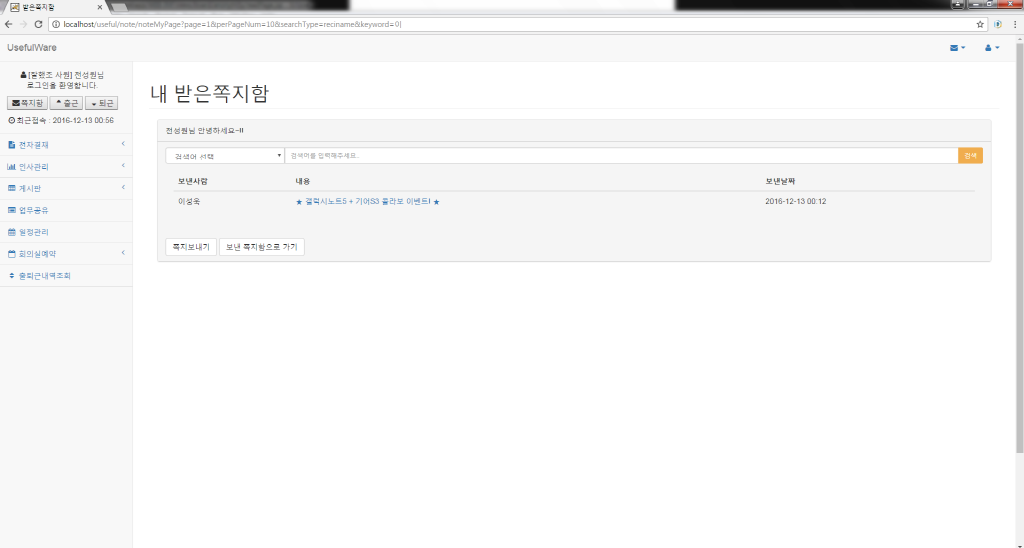 받은쪽지함
localhost/useful/note/noteMyPage?page=1&perPageNum=10&searchType=reciname&keyword=이
UsefulWare
[잘했조 사원] 전성원님
로그인을 환영합니다.
쪽지함 출근 퇴근
최근접속 : 2016-12-13 00:56
전자결재
인사관리
게시판
업무공유
일정관리
회의실예약
출퇴근내역조회
내 받은쪽지함
전성원님 안녕하세요~!!
검색어 선택 검색어를 입력해주세요. 검색
보낸사람 내용 보낸날짜
이성욱 ★ 갤럭시노트5 + 기어S3 콜라보 이벤트! ★ 2016-12-13 00:12
쪽지보내기 보낸 쪽지함으로 가기